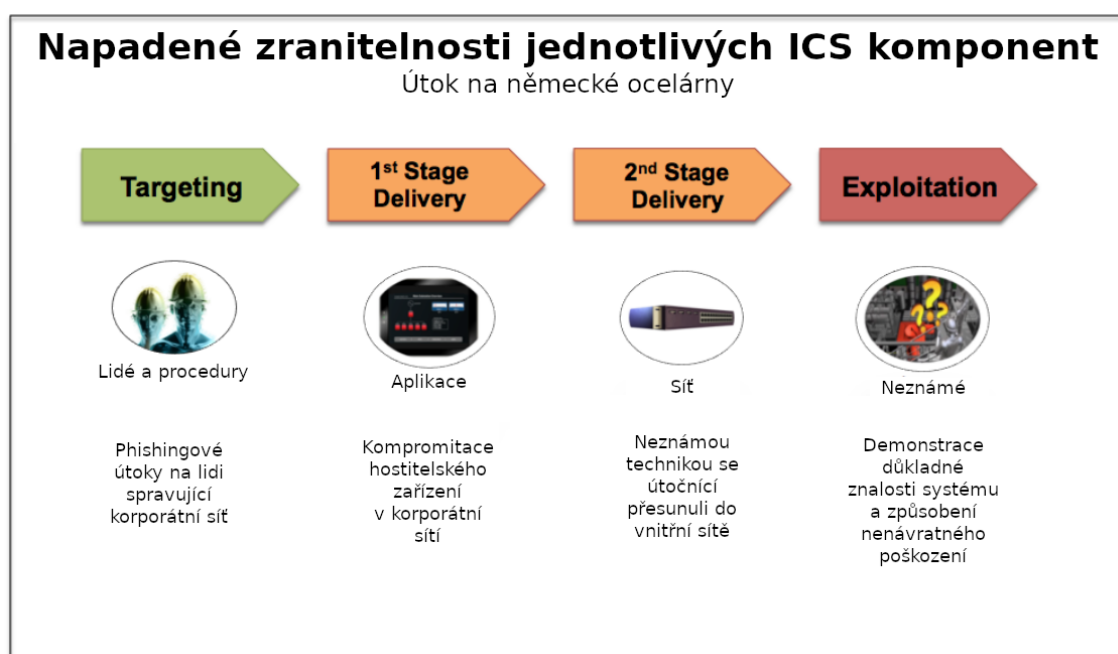 Napadené zranitelnosti jednotlivých ICS komponent
Útok na německé ocelárny
Targeting
1st Stage
Delivery
2nd Stage
Delivery
Exploitation
Lidé a procedury
Aplikace
Síť
Neznámé
Phishingové
útoky na lidi
spravující
korporátní síť
Kompromitace
hostitelského
zařízení
v korporátní
sítí
Neznámou
technikou se
útočnící
přesunuli do
vnitřní sítě
Demonstrace
důkladné
znalosti systému
a způsobení
nenávratného
poškození